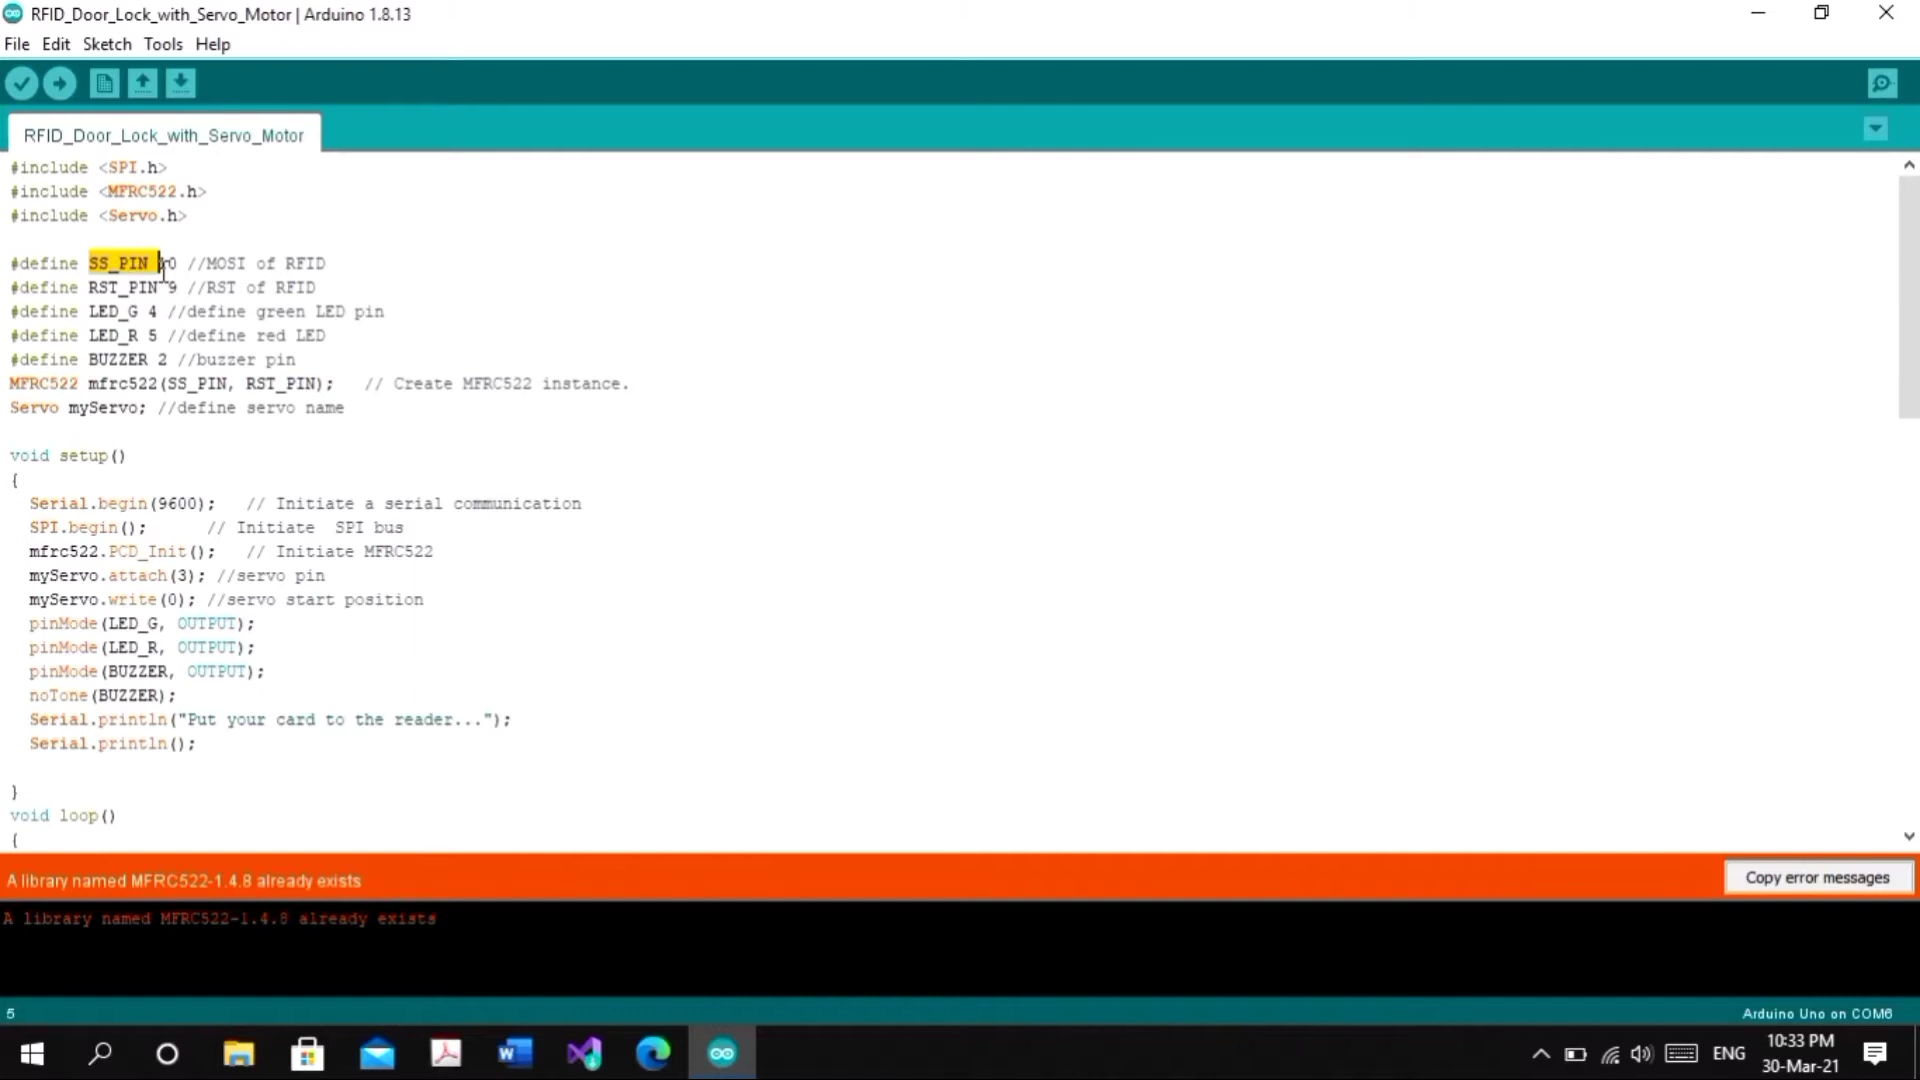 RFID_Door_Lock_with_Servo_Motor | Arduino 1.8.13
File Edit Sketch Tools Help
RFID_Door_Lock_with_Servo_Motor
#include <SPI.h>
#include <MFRC522.h>
#include <Servo.h>
#define SS_PIN 10 //MOSI of RFID
#define RST_PIN 9 //RST of RFID
#define LED_G 4 //define green LED pin
#define LED_R 5 //define red LED
#define BUZZER 2 //buzzer pin
MFRC522 mfrc522(SS_PIN, RST_PIN);   // Create MFRC522 instance.
Servo myServo; //define servo name
void setup()
{
  Serial.begin(9600);   // Initiate a serial communication
  SPI.begin();      // Initiate  SPI bus
  mfrc522.PCD_Init();   // Initiate MFRC522
  myServo.attach(3); //servo pin
  myServo.write(0); //servo start position
  pinMode(LED_G, OUTPUT);
  pinMode(LED_R, OUTPUT);
  pinMode(BUZZER, OUTPUT);
  noTone(BUZZER);
  Serial.println("Put your card to the reader...");
  Serial.println();
}
void loop()
{
A library named MFRC522-1.4.8 already exists
Copy error messages
A library named MFRC522-1.4.8 already exists
5
Arduino Uno on COM6
ENG
10:33 PM
30-Mar-21